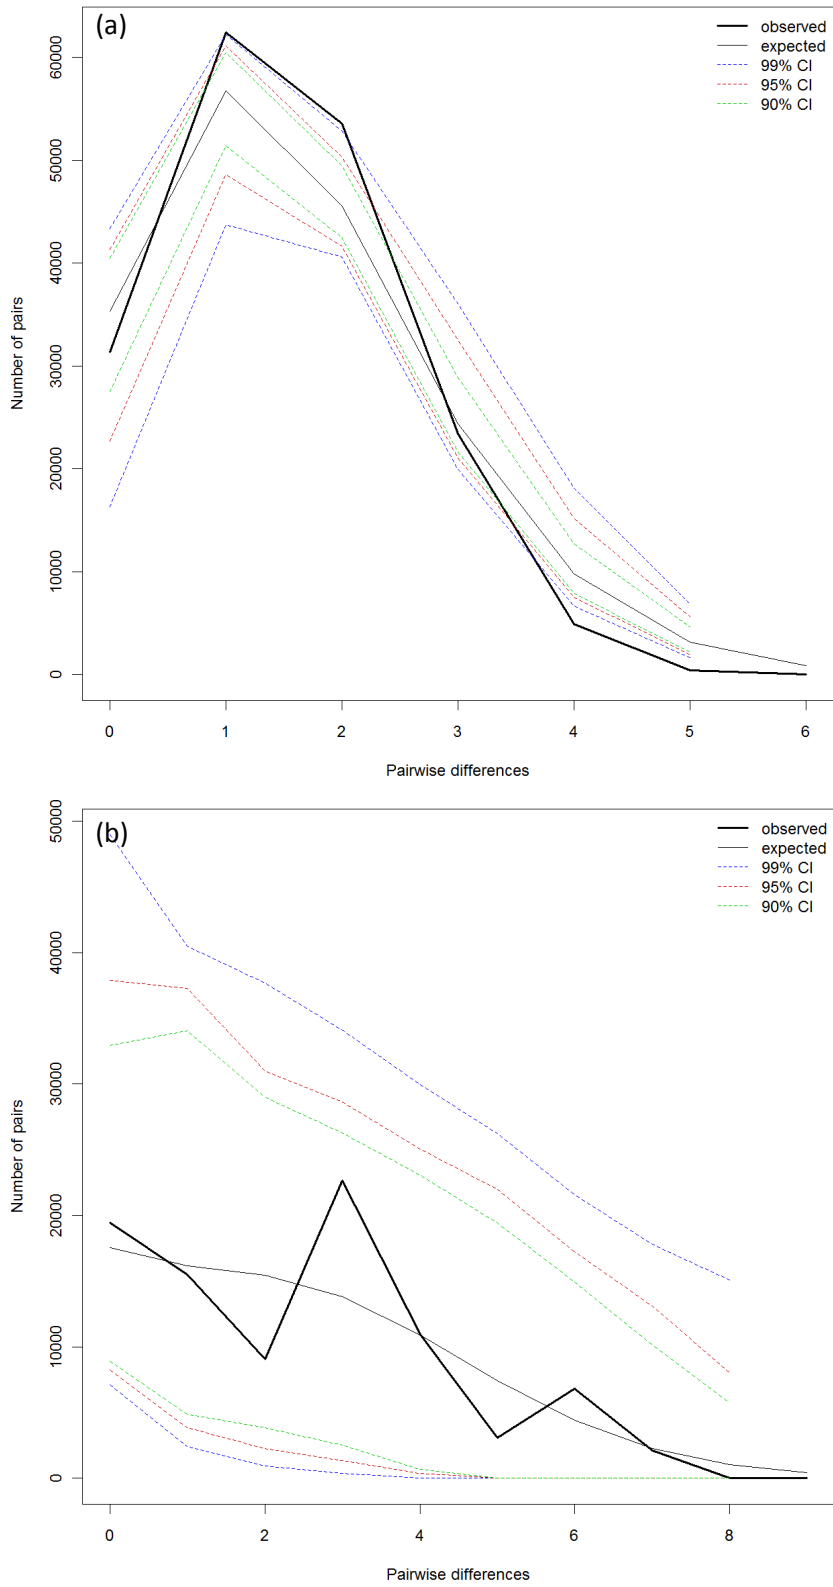 (a)
observed
expected
99% CI
95% CI
90% CI
Number of pairs
60000
50000
40000
30000
20000
10000
0
0 1 2 3 4 5 6
Pairwise differences
(b)
observed
expected
99% CI
95% CI
90% CI
Number of pairs
50000
40000
30000
20000
10000
0
0 2 4 6 8
Pairwise differences